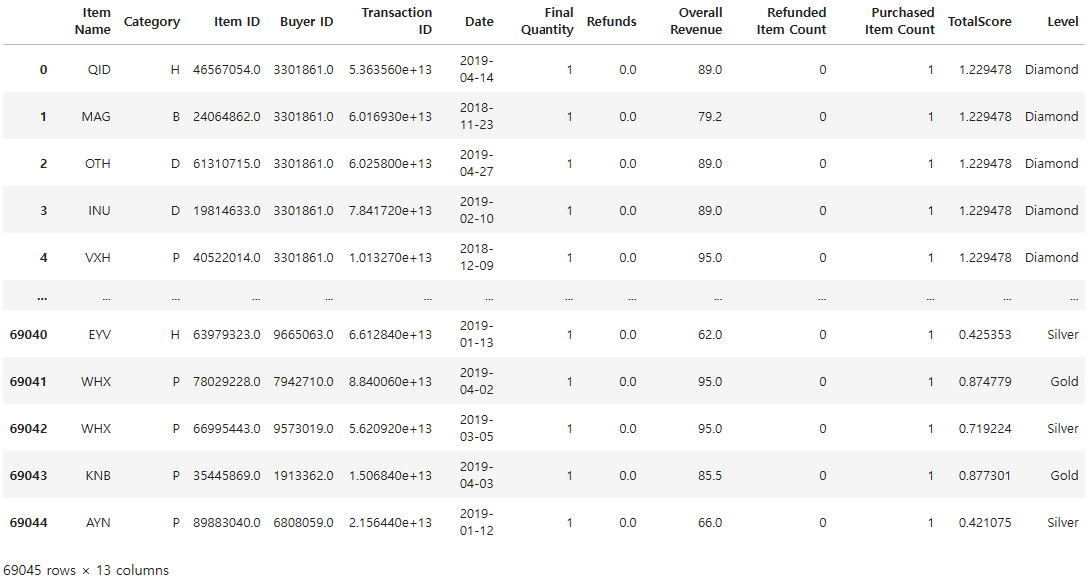 Item Name Category Item ID Buyer ID Transaction ID Date Final Quantity Refunds Overall Revenue Refunded Item Count Purchased Item Count TotalScore Level
0 QID H 46567054.0 3301861.0 5.363560e+13 2019-04-14 1 0.0 89.0 0 1 1.229478 Diamond
1 MAG B 24064862.0 3301861.0 6.016930e+13 2018-11-23 1 0.0 79.2 0 1 1.229478 Diamond
2 OTH D 61310715.0 3301861.0 6.025800e+13 2019-04-27 1 0.0 89.0 0 1 1.229478 Diamond
3 INU D 19814633.0 3301861.0 7.841720e+13 2019-02-10 1 0.0 89.0 0 1 1.229478 Diamond
4 VXH P 40522014.0 3301861.0 1.013270e+13 2018-12-09 1 0.0 95.0 0 1 1.229478 Diamond
... ... ... ... ... ... ... ... ... ... ... ... ... ...
69040 EYV H 63979323.0 9665063.0 6.612840e+13 2019-01-13 1 0.0 62.0 0 1 0.425353 Silver
69041 WHX P 78029228.0 7942710.0 8.840060e+13 2019-04-02 1 0.0 95.0 0 1 0.874779 Gold
69042 WHX P 66995443.0 9573019.0 5.620920e+13 2019-03-05 1 0.0 95.0 0 1 0.719224 Silver
69043 KNB P 35445869.0 1913362.0 1.506840e+13 2019-04-03 1 0.0 85.5 0 1 0.877301 Gold
69044 AYN P 89883040.0 6808059.0 2.156440e+13 2019-01-12 1 0.0 66.0 0 1 0.421075 Silver
69045 rows × 13 columns